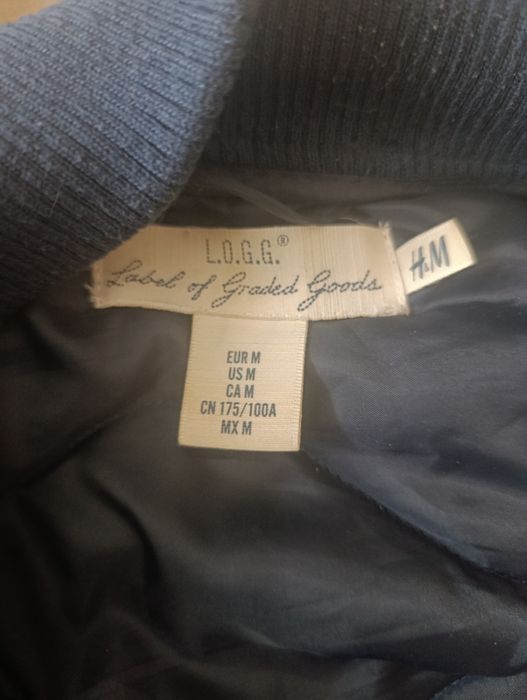 L.O.G.G.®
Label of Graded Goods
H&M
EUR M
US M
CA M
CN 175/100A
MX M